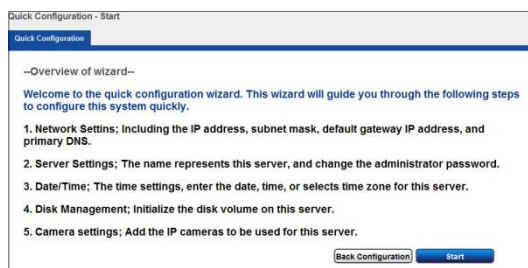 Quick Configuration - Start
Quick Configuration
--Overview of wizard--
Welcome to the quick configuration wizard. This wizard will guide you through the following steps
to configure this system quickly.
1. Network Settins; Including the IP address, subnet mask, default gateway IP address, and
primary DNS.
2. Server Settings; The name represents this server, and change the administrator password.
3. Date/Time; The time settings, enter the date, time, or selects time zone for this server.
4. Disk Management; Initialize the disk volume on this server.
5. Camera settings; Add the IP cameras to be used for this server.
Back Configuration Start